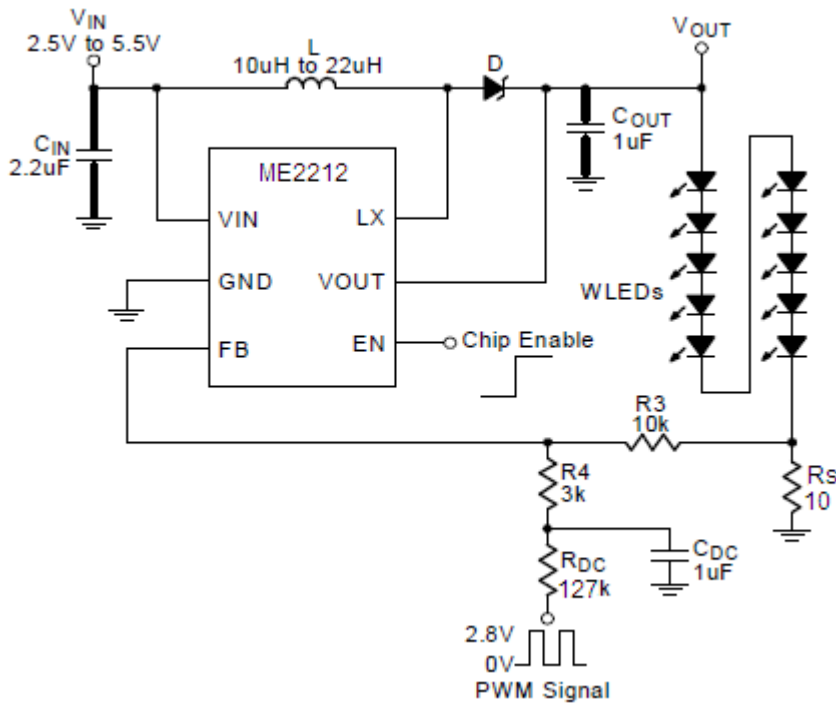 VIN
2.5V to 5.5V
L
10uH to 22uH
D
VOUT
CIN
2.2uF
COUT
1uF
ME2212
VIN
LX
GND
VOUT
FB
EN
Chip Enable
WLEDs
R3
10k
R4
3k
Rs
10
RDC
127k
CDC
1uF
2.8V
0V
PWM Signal